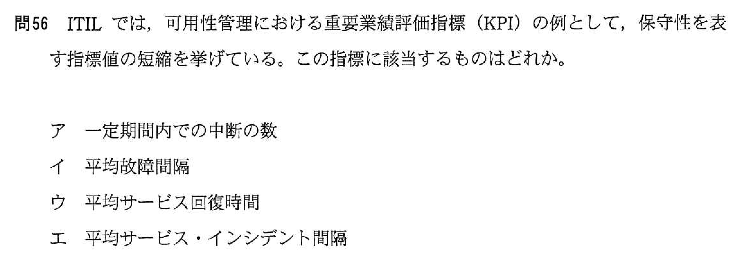 問56 ITIL では，可用性管理における重要業績評価指標（KPI）の例として，保守性を表
す指標値の短縮を挙げている。この指標に該当するものはどれか。
ア 一定期間内での中断の数
イ 平均故障間隔
ウ 平均サービス回復時間
エ 平均サービス・インシデント間隔